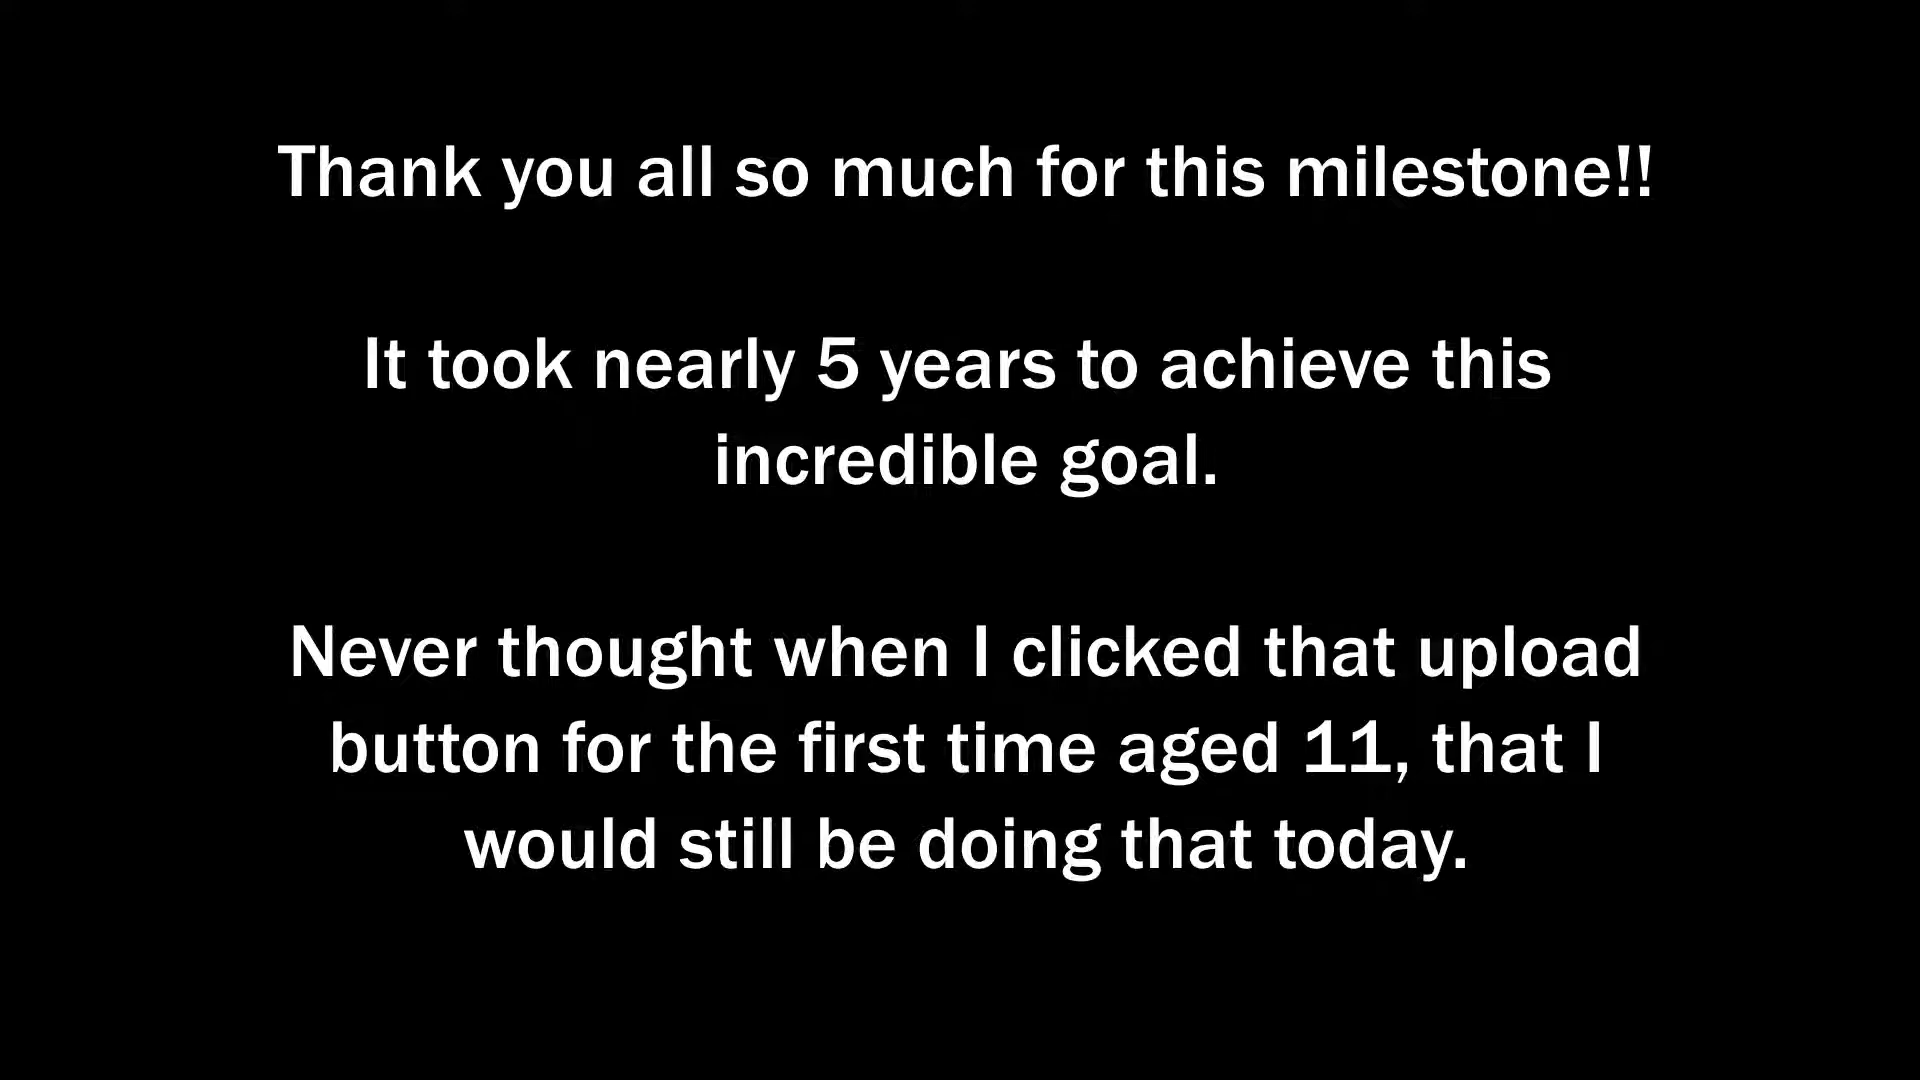 Thank you all so much for this milestone!!
It took nearly 5 years to achieve this
incredible goal.
Never thought when I clicked that upload
button for the first time aged 11, that I
would still be doing that today.